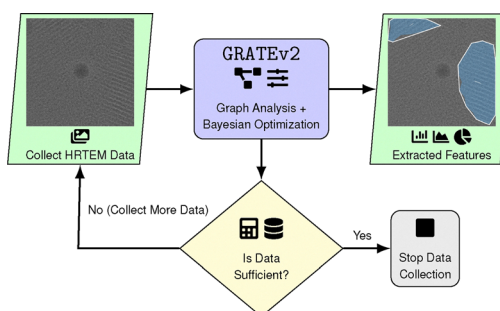 GRATEv2
Graph Analysis +
Bayesian Optimization
Collect HRTEM Data
Extracted Features
No (Collect More Data)
Is Data
Sufficient?
Yes
Stop Data
Collection